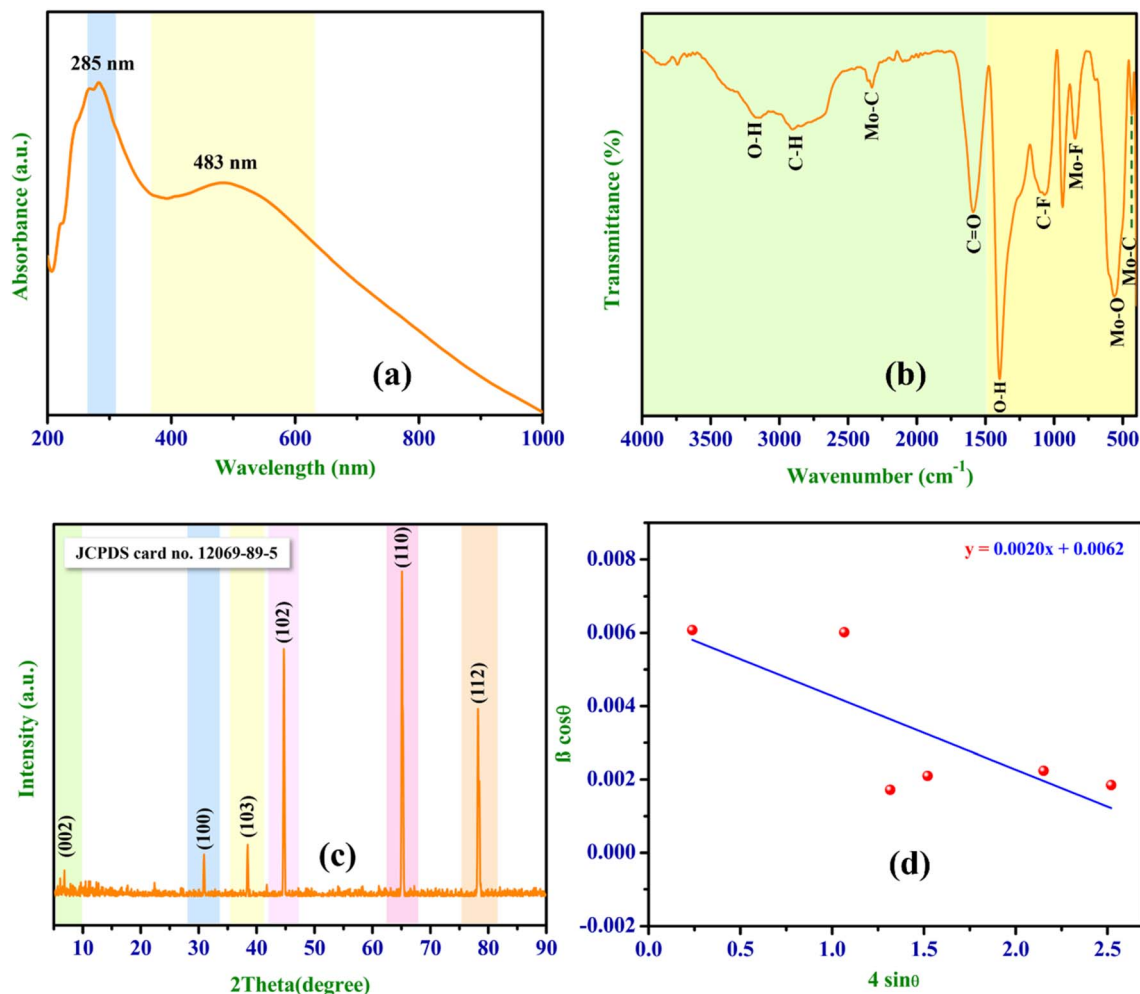 285 nm
483 nm
Absorbance (a.u.)
(a)
200 400 600 800 1000
Wavelength (nm)
Transmittance (%)
O-H
C-H
Mo-C
C=O
O-H
C-F
Mo-F
Mo-O
Mo-C
(b)
4000 3500 3000 2500 2000 1500 1000 500
Wavenumber (cm-1)
JCPDS card no. 12069-89-5
Intensity (a.u.)
(002)
(100)
(103)
(102)
(110)
(112)
(c)
10 20 30 40 50 60 70 80 90
2Theta(degree)
y = 0.0020x + 0.0062
ß cosθ
0.008
0.006
0.004
0.002
0.000
-0.002
(d)
0.0 0.5 1.0 1.5 2.0 2.5
4 sinθ